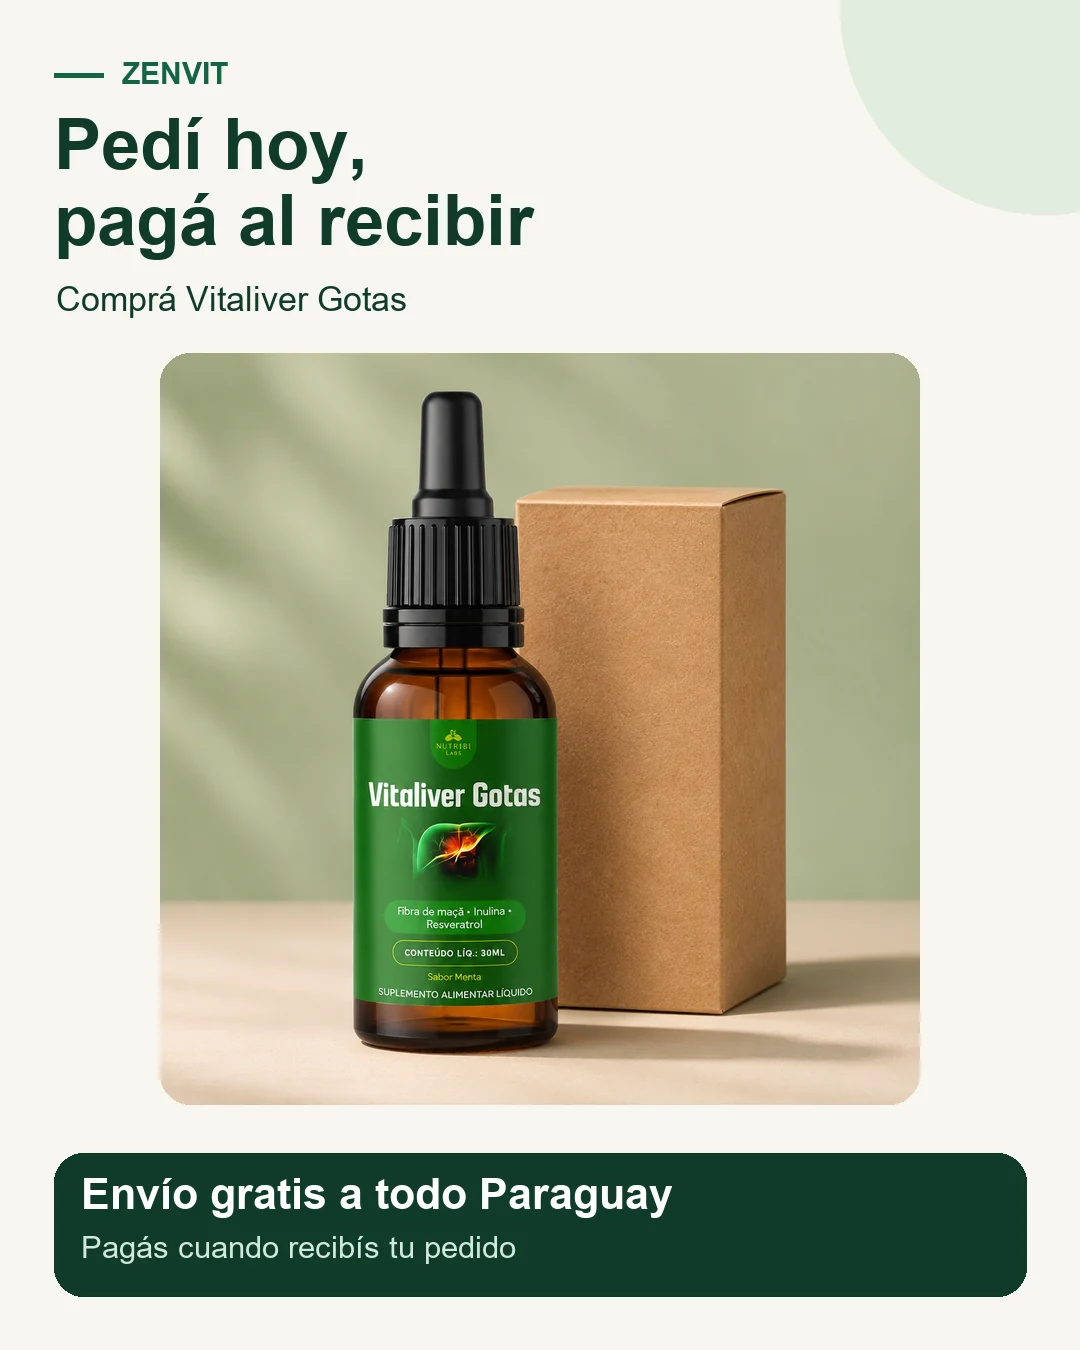 ZENVIT
Pedí hoy,
pagá al recibir
Comprá Vitaliver Gotas
NUTRIBI
LABS
Vitaliver Gotas
Fibra de maçã • Inulina •
Resveratrol
CONTEÚDO LÍQ.: 30ML
Sabor Menta
SUPLEMENTO ALIMENTAR LÍQUIDO
Envío gratis a todo Paraguay
Pagás cuando recibís tu pedido